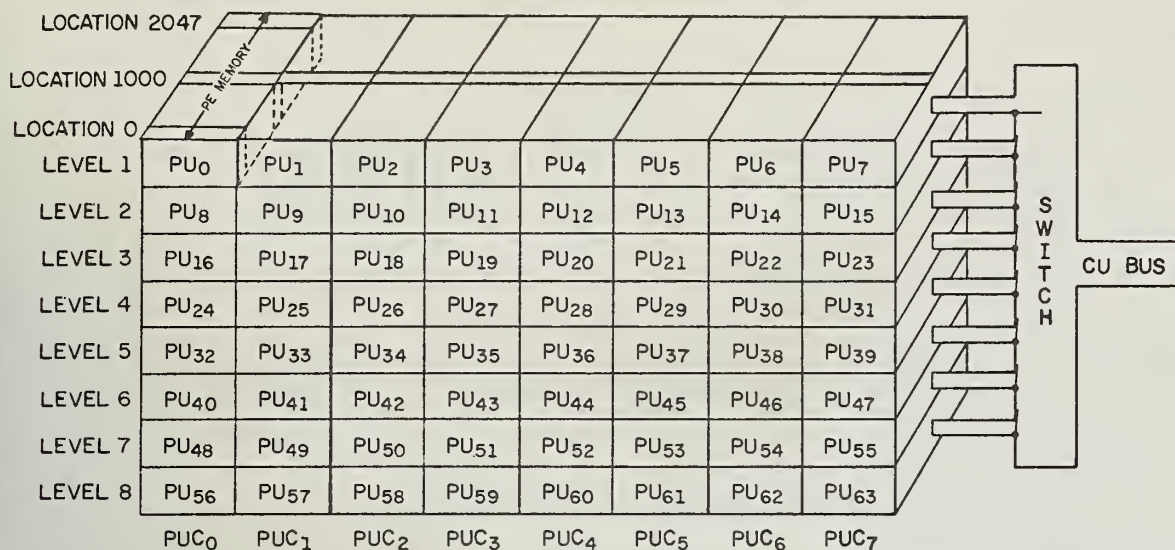 LOCATION 2047
LOCATION 1000
LOCATION 0
PE MEMORY
LEVEL 1 PU0 PU1 PU2 PU3 PU4 PU5 PU6 PU7
LEVEL 2 PU8 PU9 PU10 PU11 PU12 PU13 PU14 PU15
LEVEL 3 PU16 PU17 PU18 PU19 PU20 PU21 PU22 PU23
LEVEL 4 PU24 PU25 PU26 PU27 PU28 PU29 PU30 PU31
LEVEL 5 PU32 PU33 PU34 PU35 PU36 PU37 PU38 PU39
LEVEL 6 PU40 PU41 PU42 PU43 PU44 PU45 PU46 PU47
LEVEL 7 PU48 PU49 PU50 PU51 PU52 PU53 PU54 PU55
LEVEL 8 PU56 PU57 PU58 PU59 PU60 PU61 PU62 PU63
PUC0 PUC1 PUC2 PUC3 PUC4 PUC5 PUC6 PUC7
SWITCH
CU BUS